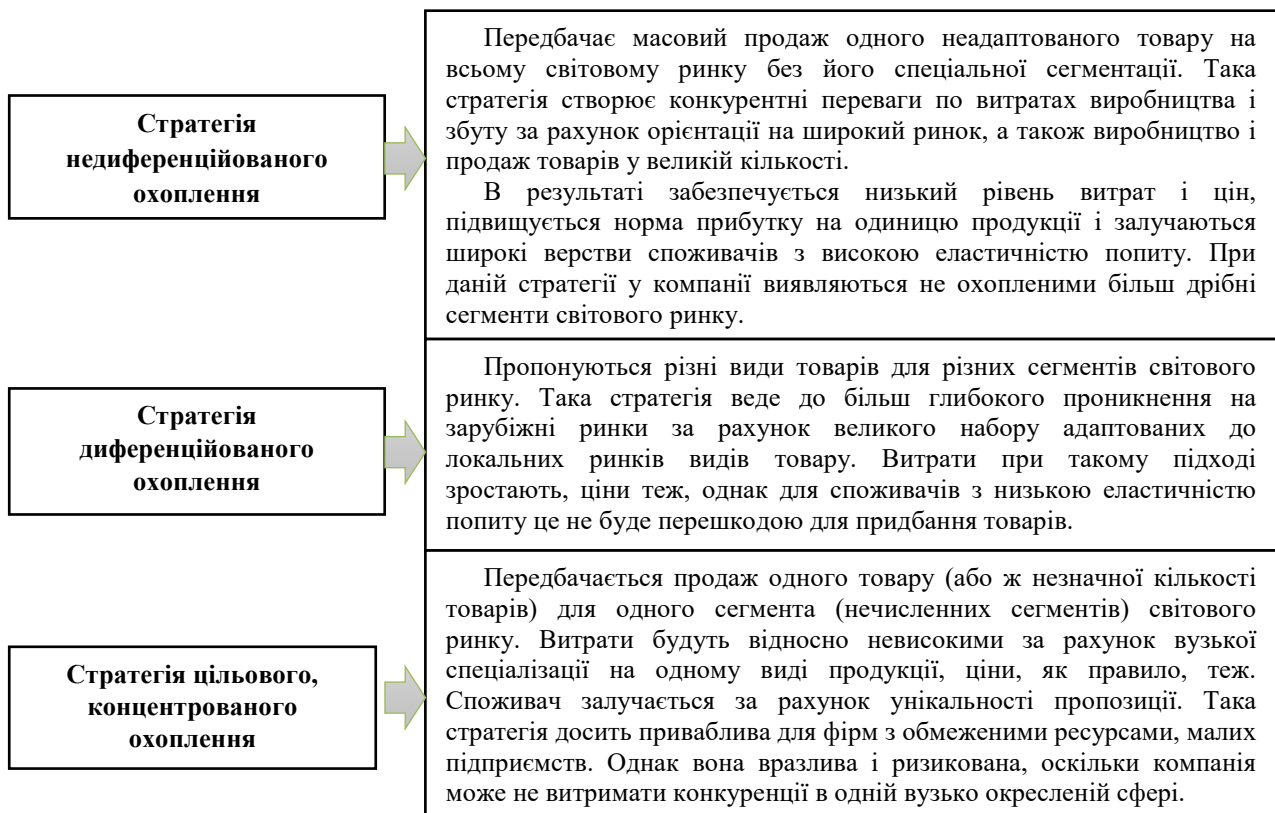 Стратегія
недиференційованого
охоплення
Передбачає масовий продаж одного неадаптованого товару на
всьому світовому ринку без його спеціальної сегментації. Така
стратегія створює конкурентні переваги по витратах виробництва і
збуту за рахунок орієнтації на широкий ринок, а також виробництво і
продаж товарів у великій кількості.
В результаті забезпечується низький рівень витрат і цін,
підвищується норма прибутку на одиницю продукції і залучаються
широкі верстви споживачів з високою еластичністю попиту. При
даній стратегії у компанії виявляються не охопленими більш дрібні
сегменти світового ринку.
Стратегія
диференційованого
охоплення
Пропонуються різні види товарів для різних сегментів світового
ринку. Така стратегія веде до більш глибокого проникнення на
зарубіжні ринки за рахунок великого набору адаптованих до
локальних ринків видів товару. Витрати при такому підході
зростають, ціни теж, однак для споживачів з низькою еластичністю
попиту це не буде перешкодою для придбання товарів.
Стратегія цільового,
концентрованого
охоплення
Передбачається продаж одного товару (або ж незначної кількості
товарів) для одного сегмента (нечисленних сегментів) світового
ринку. Витрати будуть відносно невисокими за рахунок вузької
спеціалізації на одному виді продукції, ціни, як правило, теж.
Споживач залучається за рахунок унікальності пропозиції. Така
стратегія досить приваблива для фірм з обмеженими ресурсами, малих
підприємств. Однак вона вразлива і ризикована, оскільки компанія
може не витримати конкуренції в одній вузько окресленій сфері.